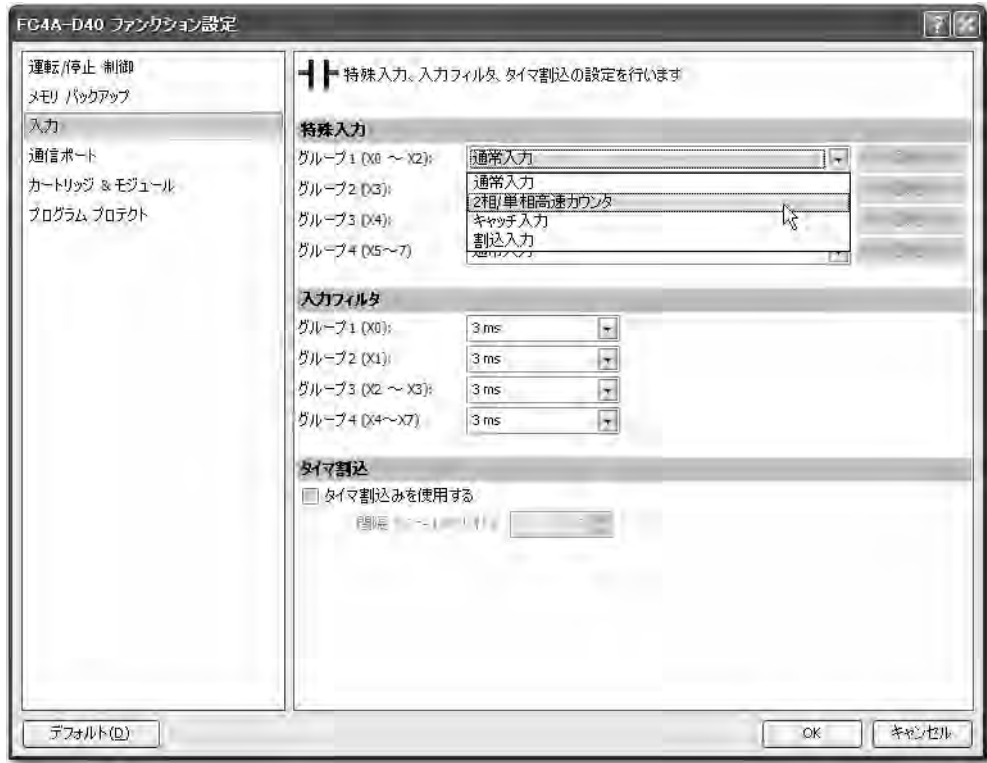 FC4A-D40 ファンクション設定
運転/停止 制御
メモリ バックアップ
入力
通信ポート
カートリッジ & モジュール
プログラム プロテクト
特殊入力、入力フィルタ、タイマ割込の設定を行います
特殊入力
グループ1 (X0 ～ X2):
通常入力
通常入力
2相/単相高速カウンタ
キャッチ入力
割込入力
グループ2 (X3):
グループ3 (X4):
グループ4 (X5～7)
通常入力
入力フィルタ
グループ1 (X0):
3 ms
グループ2 (X1):
3 ms
グループ3 (X2 ～ X3):
3 ms
グループ4 (X4～X7)
3 ms
タイマ割込
タイマ割込みを使用する
間隔
デフォルト(D)
OK
キャンセル